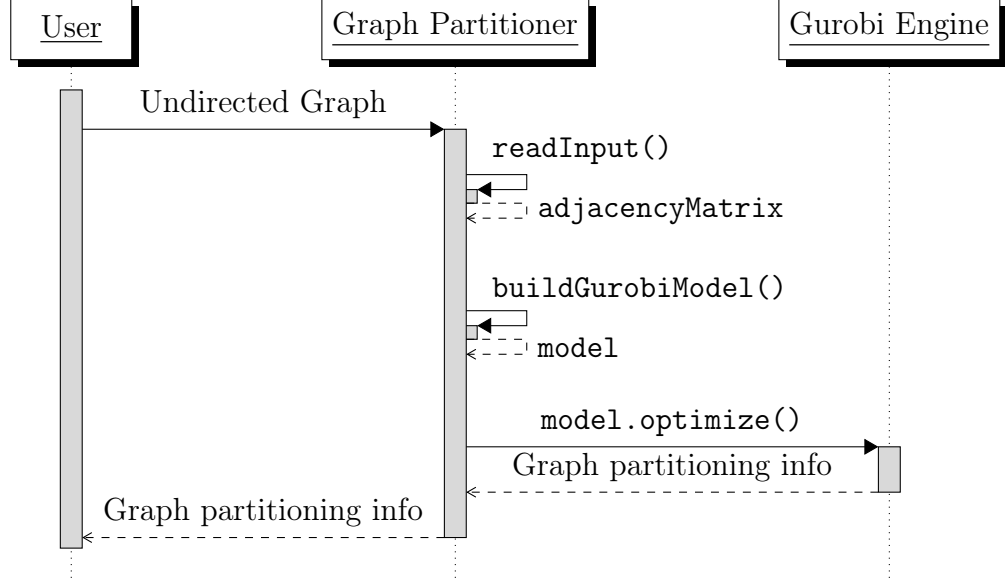 User
Graph Partitioner
Gurobi Engine
Undirected Graph
readInput()
adjacencyMatrix
buildGurobiModel()
model
model.optimize()
Graph partitioning info
Graph partitioning info